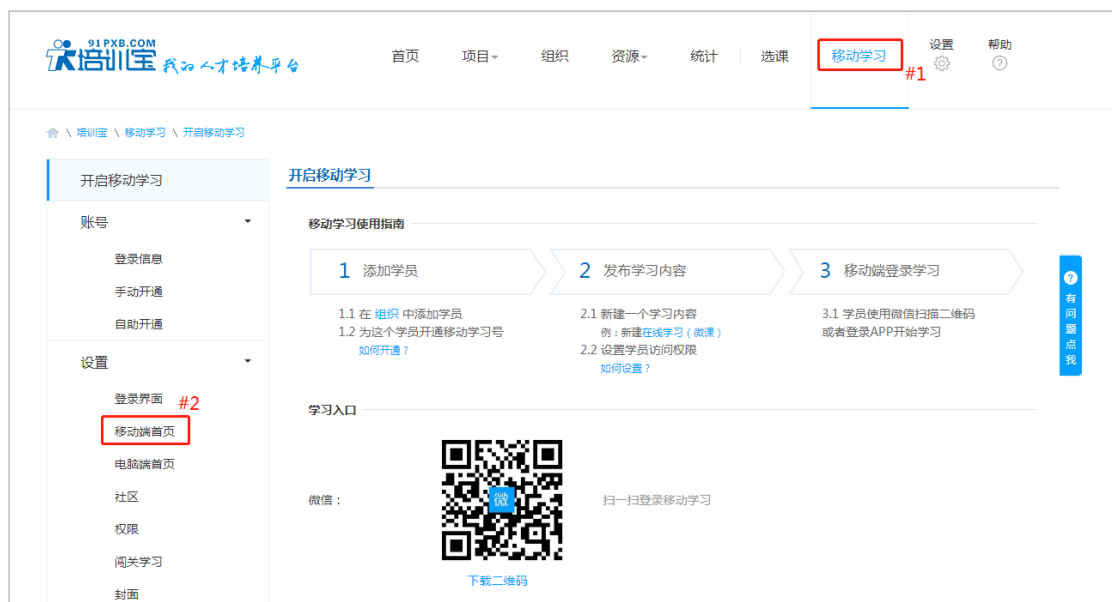 91PXB.COM
培训宝 我的人才培养平台
首页 项目 组织 资源 统计 选课 移动学习 设置 帮助
#1
\ 培训宝 \ 移动学习 \ 开启移动学习
开启移动学习
账号
登录信息
手动开通
自助开通
设置
登录界面
#2
移动端首页
电脑端首页
社区
权限
闯关学习
封面
开启移动学习
移动学习使用指南
1 添加学员
1.1 在 组织 中添加学员
1.2 为这个学员开通移动学习号
如何开通?
2 发布学习内容
2.1 新建一个学习内容
例:新建在线学习(微课)
2.2 设置学员访问权限
如何设置?
3 移动端登录学习
3.1 学员使用微信扫描二维码
或者登录APP开始学习
学习入口
微信:
微
扫一扫登录移动学习
下载二维码
?
有问题点我